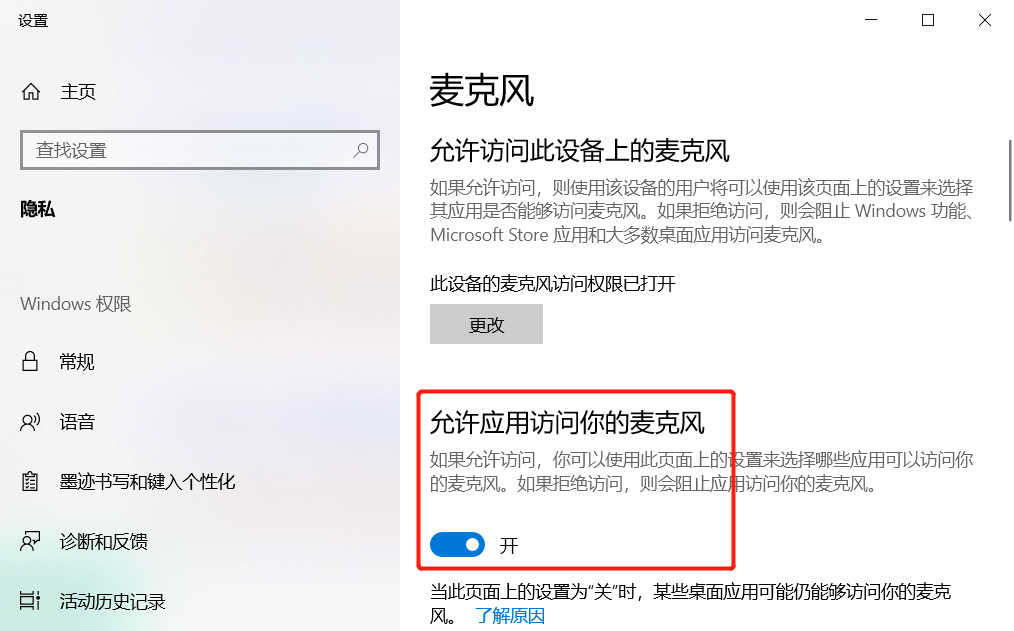 设置
主页
查找设置
隐私
Windows 权限
常规
语音
墨迹书写和键入个性化
诊断和反馈
活动历史记录
麦克风
允许访问此设备上的麦克风
如果允许访问，则使用该设备的用户将可以使用该页面上的设置来选择
其应用是否能够访问麦克风。如果拒绝访问，则会阻止 Windows 功能、
Microsoft Store 应用和大多数桌面应用访问麦克风。
此设备的麦克风访问权限已打开
更改
允许应用访问你的麦克风
如果允许访问，你可以使用此页面上的设置来选择哪些应用可以访问你
的麦克风。如果拒绝访问，则会阻止应用访问你的麦克风。
开
当此页面上的设置为“关”时，某些桌面应用可能仍能够访问你的麦克
风。 了解原因